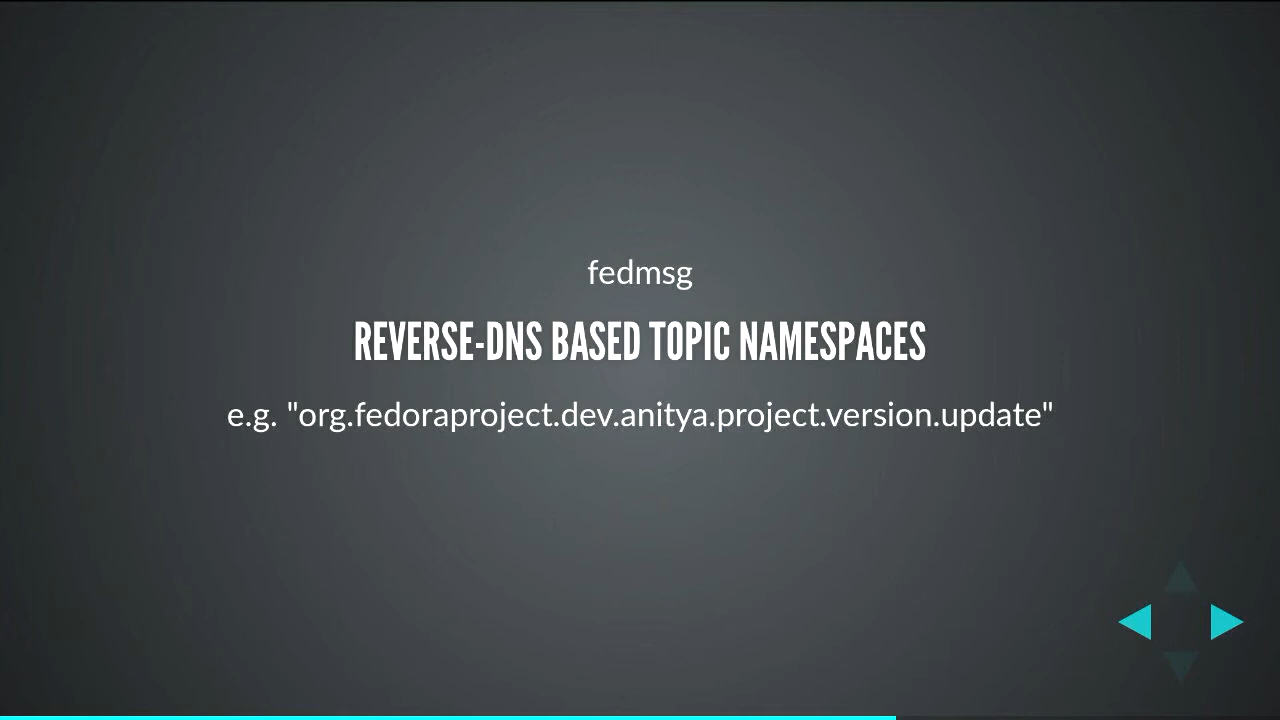 fedmsg
REVERSE-DNS BASED TOPIC NAMESPACES
e.g. "org.fedoraproject.dev.anitya.project.version.update"